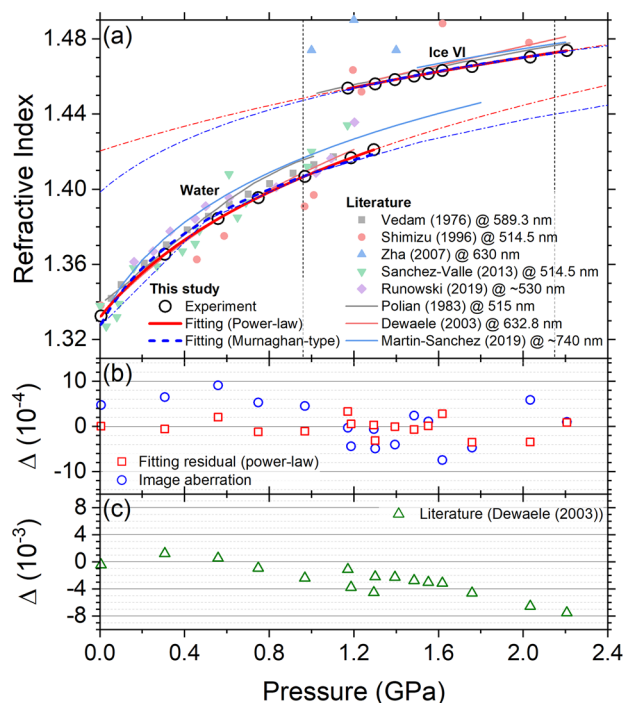 (a)
1.48
1.44
1.40
1.36
1.32
Refractive Index
Ice VI
Water
This study
Experiment
Fitting (Power-law)
Fitting (Murnaghan-type)
Literature
Vedam (1976) @ 589.3 nm
Shimizu (1996) @ 514.5 nm
Zha (2007) @ 630 nm
Sanchez-Valle (2013) @ 514.5 nm
Runowski (2019) @ ~530 nm
Polian (1983) @ 515 nm
Dewaele (2003) @ 632.8 nm
Martin-Sanchez (2019) @ ~740 nm
(b)
10
0
-10
Δ (10⁻⁴)
Fitting residual (power-law)
Image aberration
(c)
8
4
0
-4
-8
Δ (10⁻³)
Literature (Dewaele (2003))
0.0 0.4 0.8 1.2 1.6 2.0 2.4
Pressure (GPa)